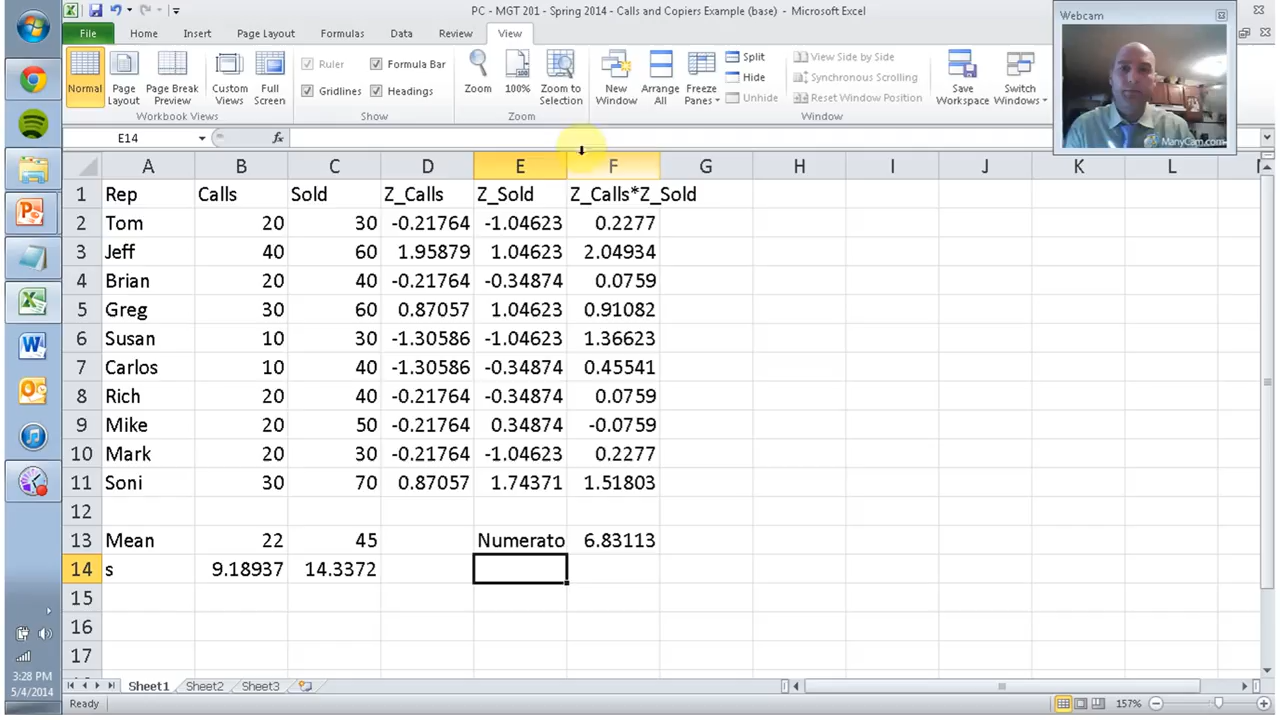 PC - MGT 201 - Spring 2014 - Calls and Copiers Example (base) - Microsoft Excel
Webcam
File Home Insert Page Layout Formulas Data Review View
Normal Page Layout Page Break Preview Custom Views Full Screen
Workbook Views
Ruler Formula Bar
Gridlines Headings
Show
Zoom 100% Zoom to Selection
Zoom
New Window Arrange All Freeze Panes
Split View Side by Side
Hide Synchronous Scrolling
Unhide Reset Window Position
Save Workspace Switch Windows
Window
ManyCam.com
E14 fx
A B C D E F G H I J K L
1 Rep Calls Sold Z_Calls Z_Sold Z_Calls*Z_Sold
2 Tom 20 30 -0.21764 -1.04623 0.2277
3 Jeff 40 60 1.95879 1.04623 2.04934
4 Brian 20 40 -0.21764 -0.34874 0.0759
5 Greg 30 60 0.87057 1.04623 0.91082
6 Susan 10 30 -1.30586 -1.04623 1.36623
7 Carlos 10 40 -1.30586 -0.34874 0.45541
8 Rich 20 40 -0.21764 -0.34874 0.0759
9 Mike 20 50 -0.21764 0.34874 -0.0759
10 Mark 20 30 -0.21764 -1.04623 0.2277
11 Soni 30 70 0.87057 1.74371 1.51803
12
13 Mean 22 45 Numerato 6.83113
14 s 9.18937 14.3372
15
16
17
Sheet1 Sheet2 Sheet3
Ready 157%
3:28 PM
5/4/2014